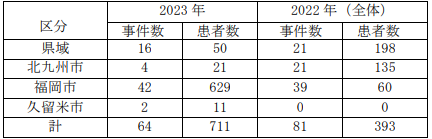 区分 2023 年 2022 年（全体）
事件数 患者数 事件数 患者数
県域 16 50 21 198
北九州市 4 21 21 135
福岡市 42 629 39 60
久留米市 2 11 0 0
計 64 711 81 393